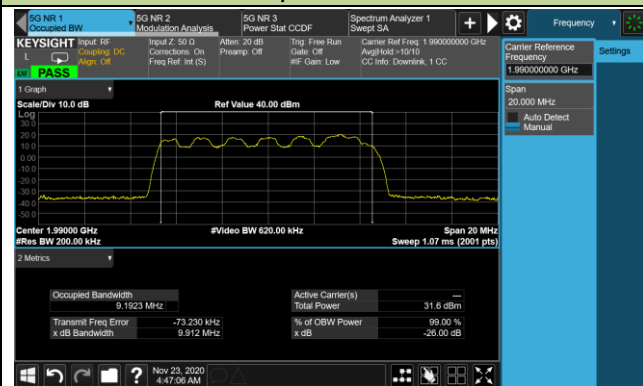 5G NR 1
Occupied BW
5G NR 2
Modulation Analysis
5G NR 3
Power Stat CCDF
Spectrum Analyzer 1
Swept SA
Frequency
KEYSIGHT
L
PASS
Input: RF
Coupling: DC
Align: Off
Input Z: 50 Ω
Corrections: On
Freq Ref: Int (S)
Atten: 20 dB
Preamp: Off
Trig: Free Run
Gate: Off
#IF Gain: Low
Carrier Ref Freq: 1.990000000 GHz
Avg|Hold:>10/10
CC Info: Downlink, 1 CC
Carrier Reference
Frequency
1.990000000 GHz
Settings
Span
20.000 MHz
Auto Detect
Manual
1 Graph
Scale/Div 10.0 dB
Ref Value 40.00 dBm
Log
30.0
20.0
10.0
0.00
-10.0
-20.0
-30.0
-40.0
-50.0
Center 1.99000 GHz
#Res BW 200.00 kHz
#Video BW 620.00 kHz
Span 20 MHz
Sweep 1.07 ms (2001 pts)
2 Metrics
Occupied Bandwidth
9.1923 MHz
Transmit Freq Error -73.230 kHz
x dB Bandwidth 9.912 MHz
Active Carrier(s) ---
Total Power 31.6 dBm
% of OBW Power 99.00 %
x dB -26.00 dB
?
Nov 23, 2020
4:47:06 AM